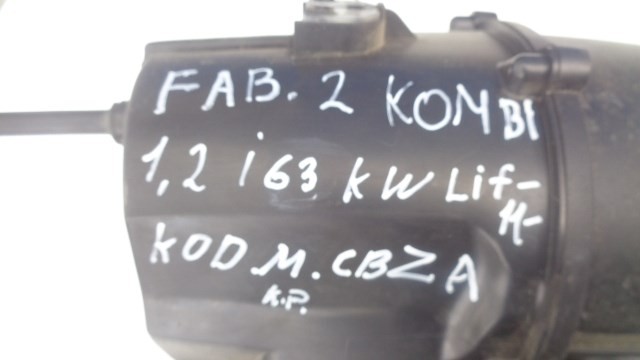 FAB. 2 KOMBI
1,2 i 63 KW Lif-
H-
KOD M. CBZA
K.P.